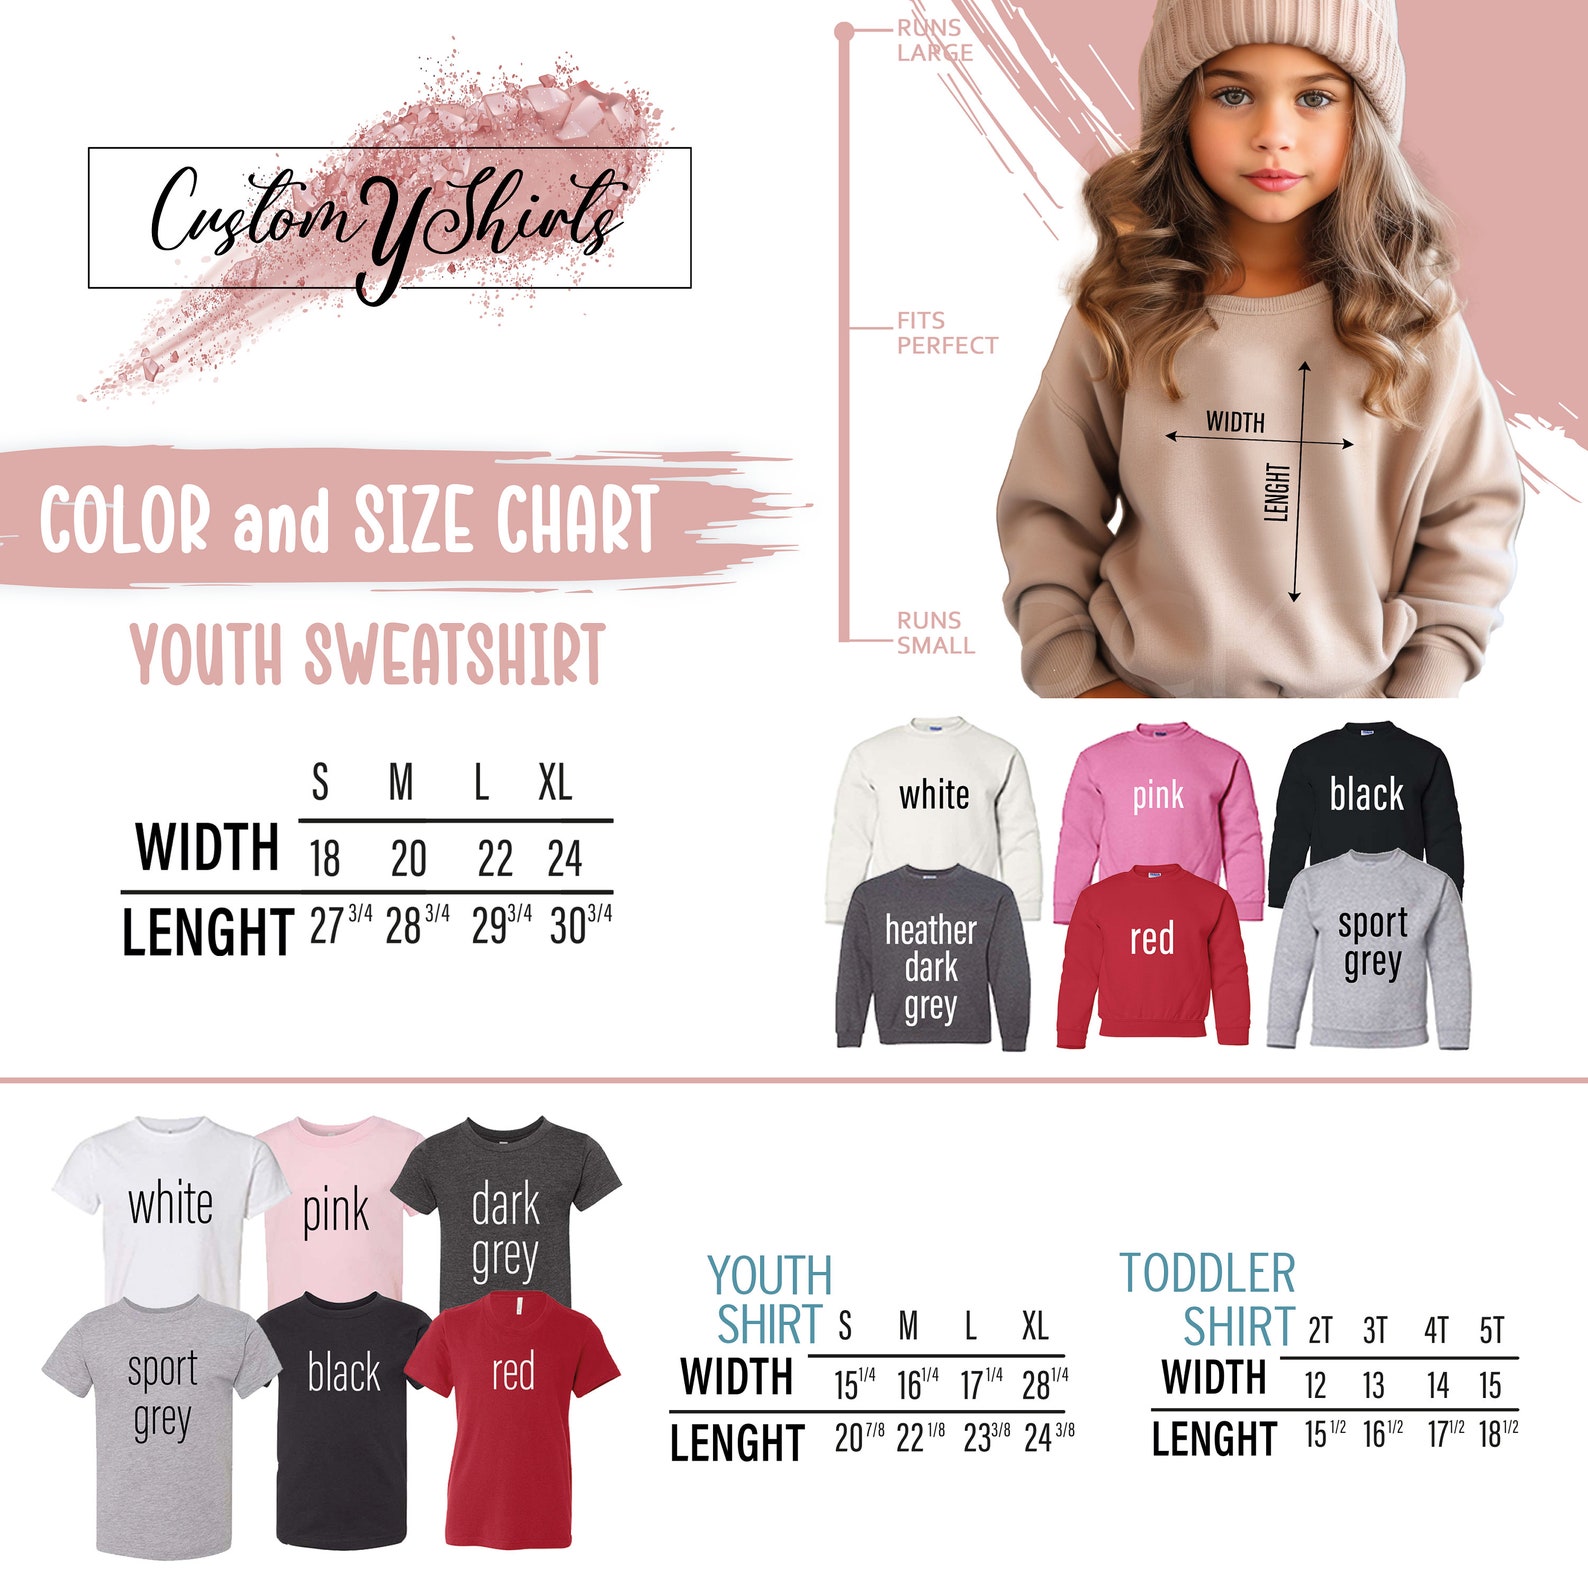 CustomYShirts
COLOR and SIZE CHART
YOUTH SWEATSHIRT
S M L XL
WIDTH 18 20 22 24
LENGHT 27 3/4 28 3/4 29 3/4 30 3/4
RUNS
LARGE
FITS
PERFECT
RUNS
SMALL
WIDTH
LENGHT
white
pink
black
heather
dark
grey
red
sport
grey
white
pink
dark
grey
sport
grey
black
red
YOUTH
SHIRT S M L XL
WIDTH 15 1/4 16 1/4 17 1/4 28 1/4
LENGHT 20 7/8 22 1/8 23 3/8 24 3/8
TODDLER
SHIRT 2T 3T 4T 5T
WIDTH 12 13 14 15
LENGHT 15 1/2 16 1/2 17 1/2 18 1/2